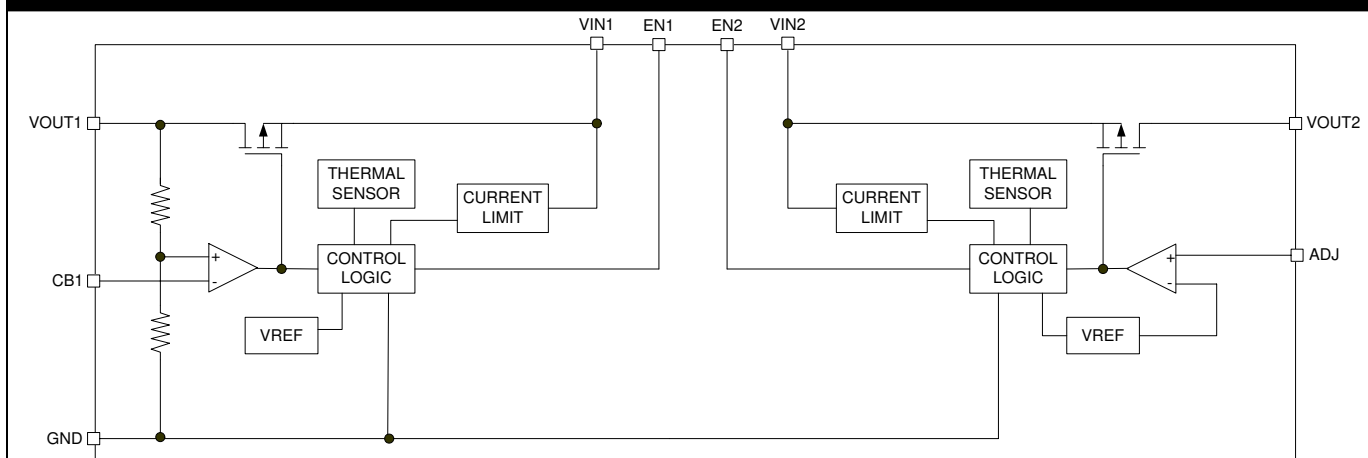 VIN1 EN1 EN2 VIN2
VOUT1
VOUT2
THERMAL
SENSOR
THERMAL
SENSOR
CURRENT
LIMIT
CURRENT
LIMIT
+
-
CONTROL
LOGIC
CONTROL
LOGIC
+
-
ADJ
CB1
VREF
VREF
GND